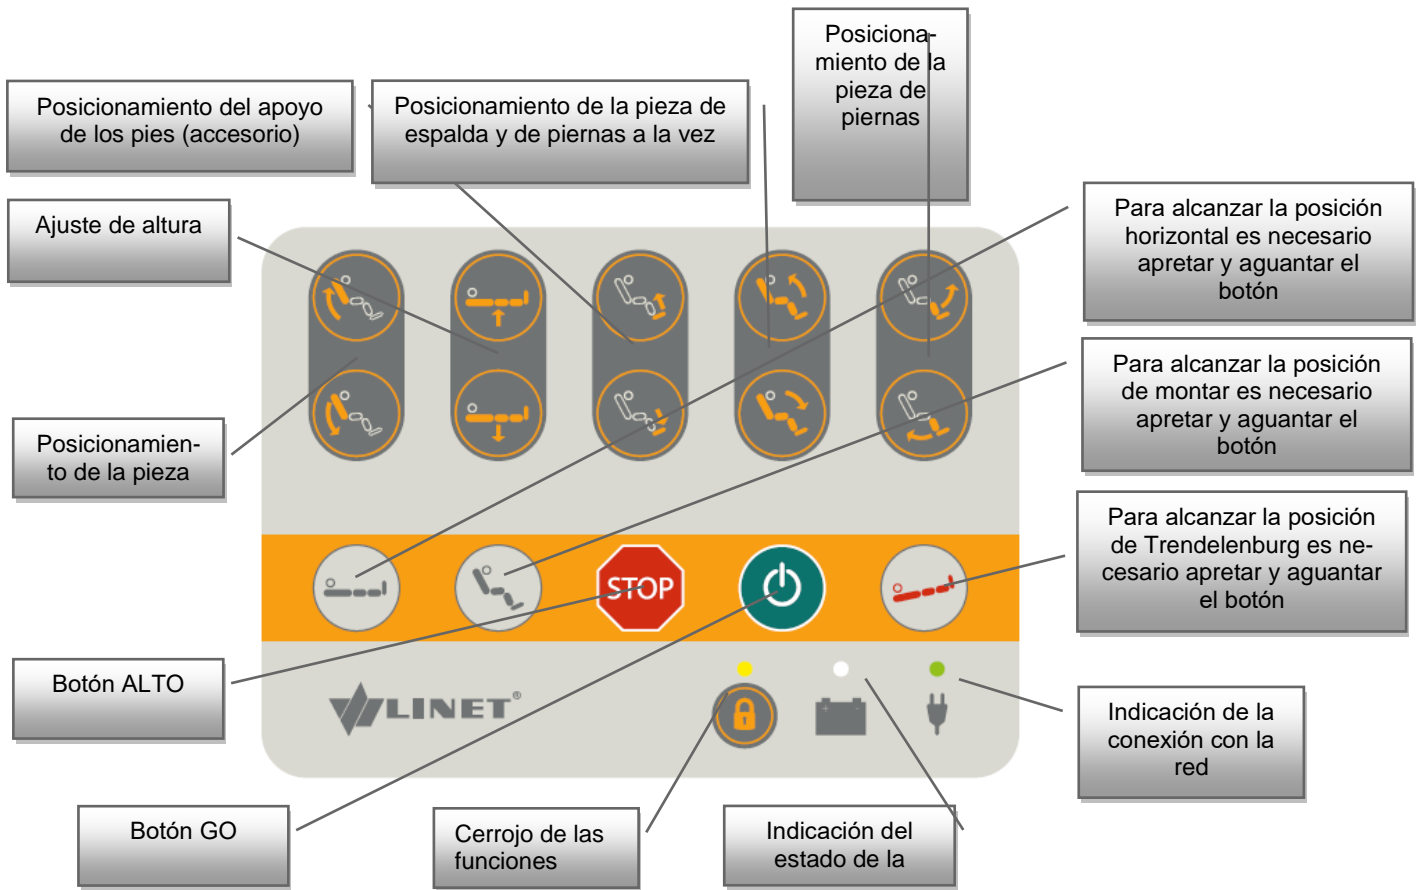 Posiciona-
miento de la
pieza de
piernas
Posicionamiento del apoyo
de los pies (accesorio)
Posicionamiento de la pieza de
espalda y de piernas a la vez
Ajuste de altura
Para alcanzar la posición
horizontal es necesario
apretar y aguantar el
botón
Para alcanzar la posición
de montar es necesario
apretar y aguantar el
botón
Posicionamien-
to de la pieza
Para alcanzar la posición
de Trendelenburg es ne-
cesario apretar y aguantar
el botón
STOP
Botón ALTO
LINET®
Indicación de la
conexión con la
red
Botón GO
Cerrojo de las
funciones
Indicación del
estado de la